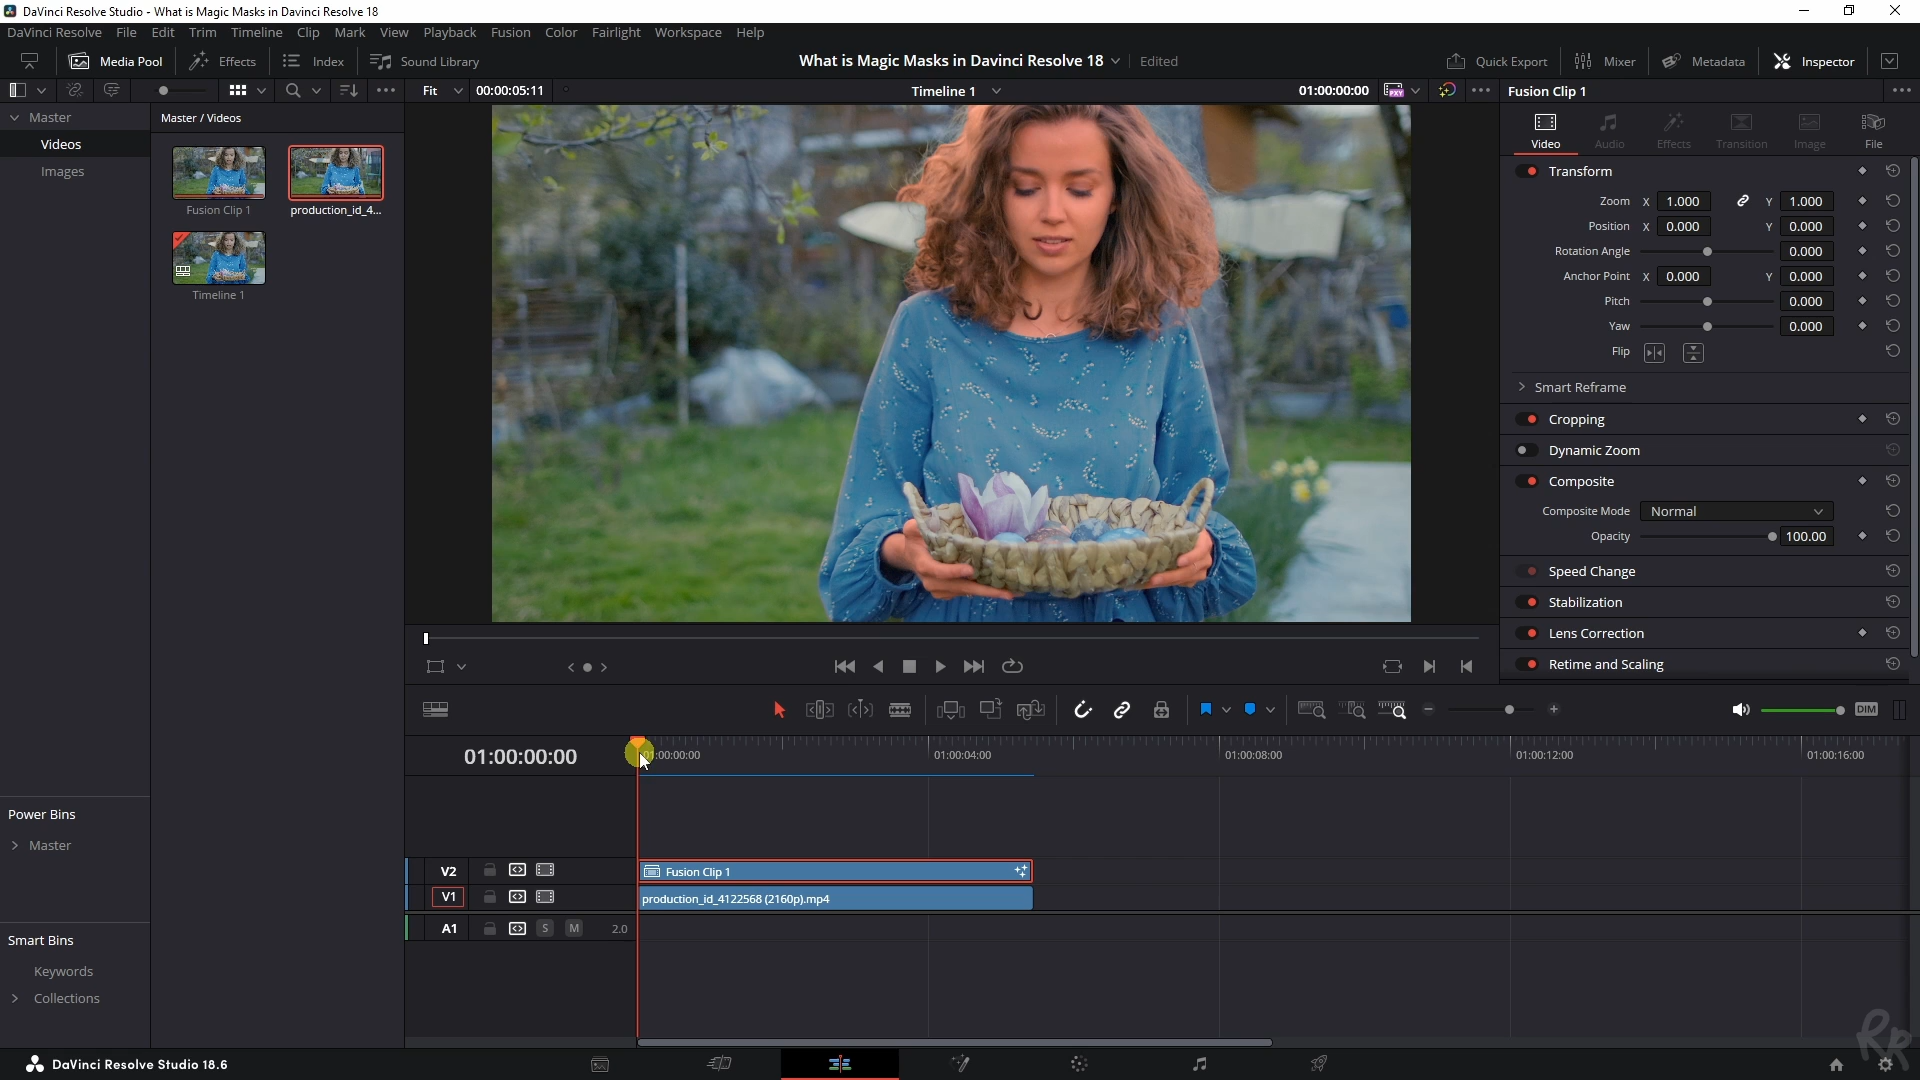 DaVinci Resolve Studio - What is Magic Masks in Davinci Resolve 18
DaVinci Resolve File Edit Trim Timeline Clip Mark View Playback Fusion Color Fairlight Workspace Help
Media Pool Effects Index Sound Library What is Magic Masks in Davinci Resolve 18 Edited Quick Export Mixer Metadata Inspector
Fit 00:00:05:11 Timeline 1 01:00:00:00 PXY Fusion Clip 1
Master
Master / Videos
Videos
Images
Fusion Clip 1
production_id_4...
Timeline 1
Video Audio Effects Transition Image File
Transform
Zoom X 1.000 Y 1.000
Position X 0.000 Y 0.000
Rotation Angle 0.000
Anchor Point X 0.000 Y 0.000
Pitch 0.000
Yaw 0.000
Flip
Smart Reframe
Cropping
Dynamic Zoom
Composite
Composite Mode Normal
Opacity 100.00
Speed Change
Stabilization
Lens Correction
Retime and Scaling
DIM
01:00:00:00
01:00:00:00 01:00:04:00 01:00:08:00 01:00:12:00 01:00:16:00
Power Bins
Master
V2 Fusion Clip 1
V1 production_id_4122568 (2160p).mp4
A1 S M 2.0
Smart Bins
Keywords
Collections
RR
DaVinci Resolve Studio 18.6